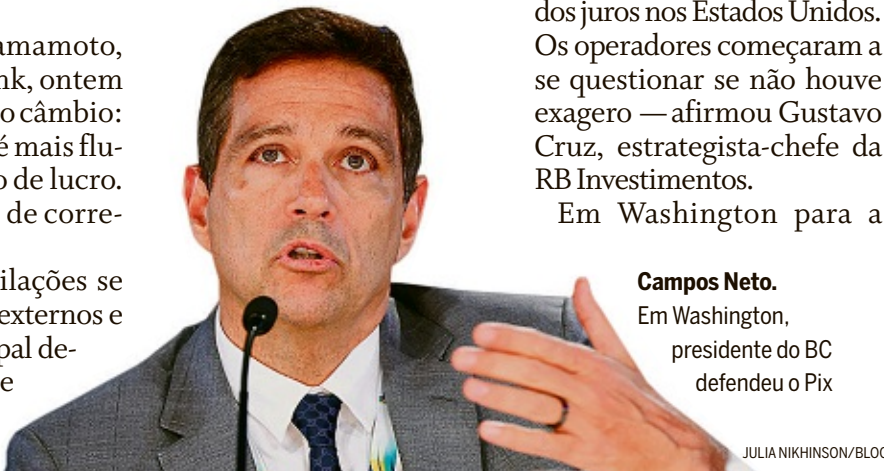 amamoto,
nk, ontem
o câmbio:
é mais flu-
o de lucro.
de corre-
ilações se
externos e
pal de-
e
dos juros nos Estados Unidos.
Os operadores começaram a
se questionar se não houve
exagero — afirmou Gustavo
Cruz, estrategista-chefe da
RB Investimentos.
Em Washington para a
Campos Neto.
Em Washington,
presidente do BC
defendeu o Pix
JULIA NIKHINSON/BLOO